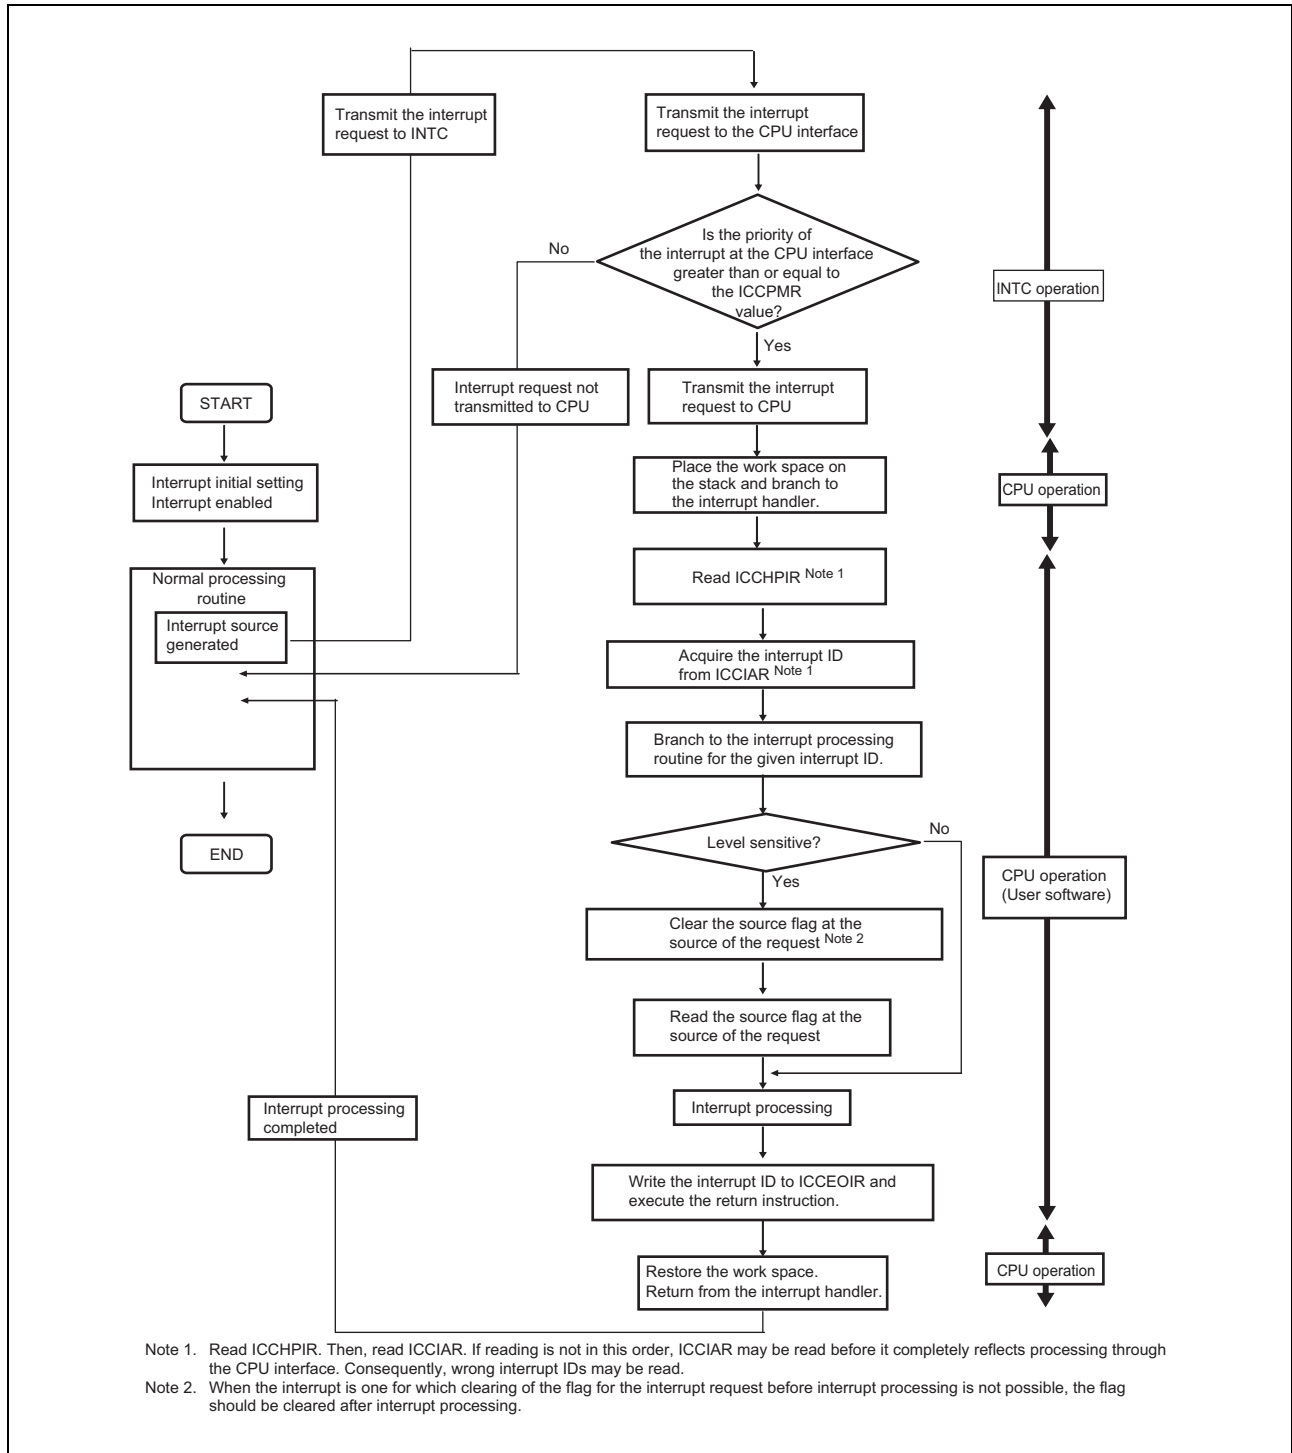 Transmit the interrupt
request to INTC
Transmit the interrupt
request to the CPU interface
Is the priority of
the interrupt at the CPU interface
greater than or equal to
the ICCPMR
value?
No
Yes
INTC operation
Interrupt request not
transmitted to CPU
Transmit the interrupt
request to CPU
START
Interrupt initial setting
Interrupt enabled
Place the work space on
the stack and branch to
the interrupt handler.
CPU operation
Normal processing
routine
Interrupt source
generated
Read ICCHPIR Note 1
Acquire the interrupt ID
from ICCIAR Note 1
Branch to the interrupt processing
routine for the given interrupt ID.
END
Level sensitive?
No
Yes
CPU operation
(User software)
Clear the source flag at the
source of the request Note 2
Read the source flag at the
source of the request
Interrupt processing
Interrupt processing
completed
Write the interrupt ID to ICCEOIR and
execute the return instruction.
Restore the work space.
Return from the interrupt handler.
CPU operation
Note 1. Read ICCHPIR. Then, read ICCIAR. If reading is not in this order, ICCIAR may be read before it completely reflects processing through
the CPU interface. Consequently, wrong interrupt IDs may be read.
Note 2. When the interrupt is one for which clearing of the flag for the interrupt request before interrupt processing is not possible, the flag
should be cleared after interrupt processing.